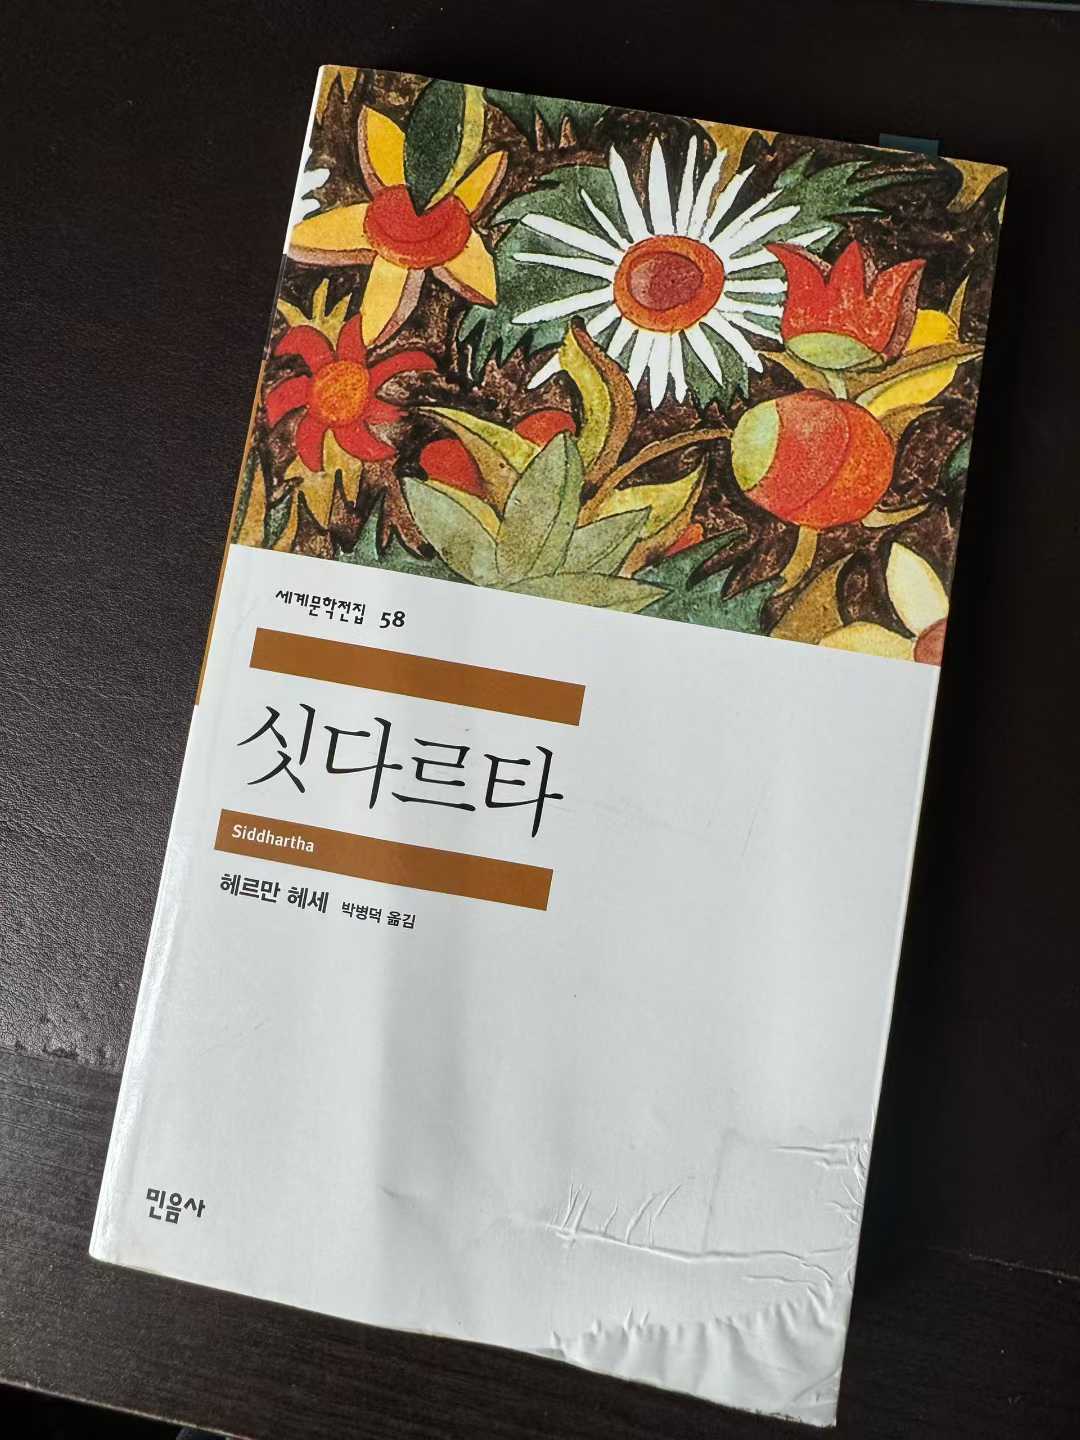 세계문학전집 58
싯다르타
Siddhartha
헤르만 헤세 박병덕 옮김
민음사